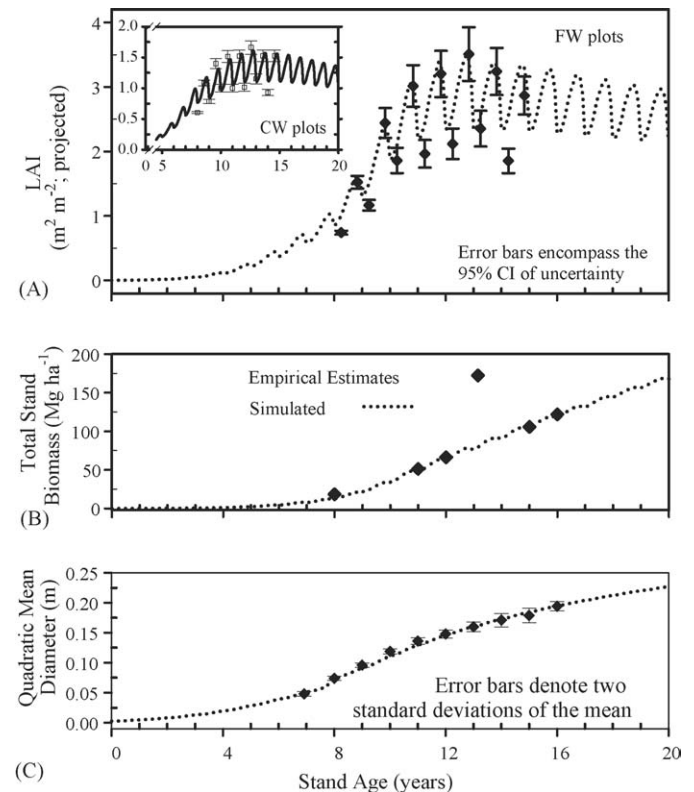 (A)
LAI
(m² m⁻²; projected)
4
3
2
1
0
FW plots
2.0
1.5
1.0
0.5
0.0
0 5 10 15 20
CW plots
Error bars encompass the
95% CI of uncertainty
(B)
Total Stand
Biomass (Mg ha⁻¹)
200
150
100
50
0
Empirical Estimates
Simulated
(C)
Quadratic Mean
Diameter (m)
0.25
0.20
0.15
0.10
0.05
0.00
Error bars denote two
standard deviations of the mean
0 4 8 12 16 20
Stand Age (years)